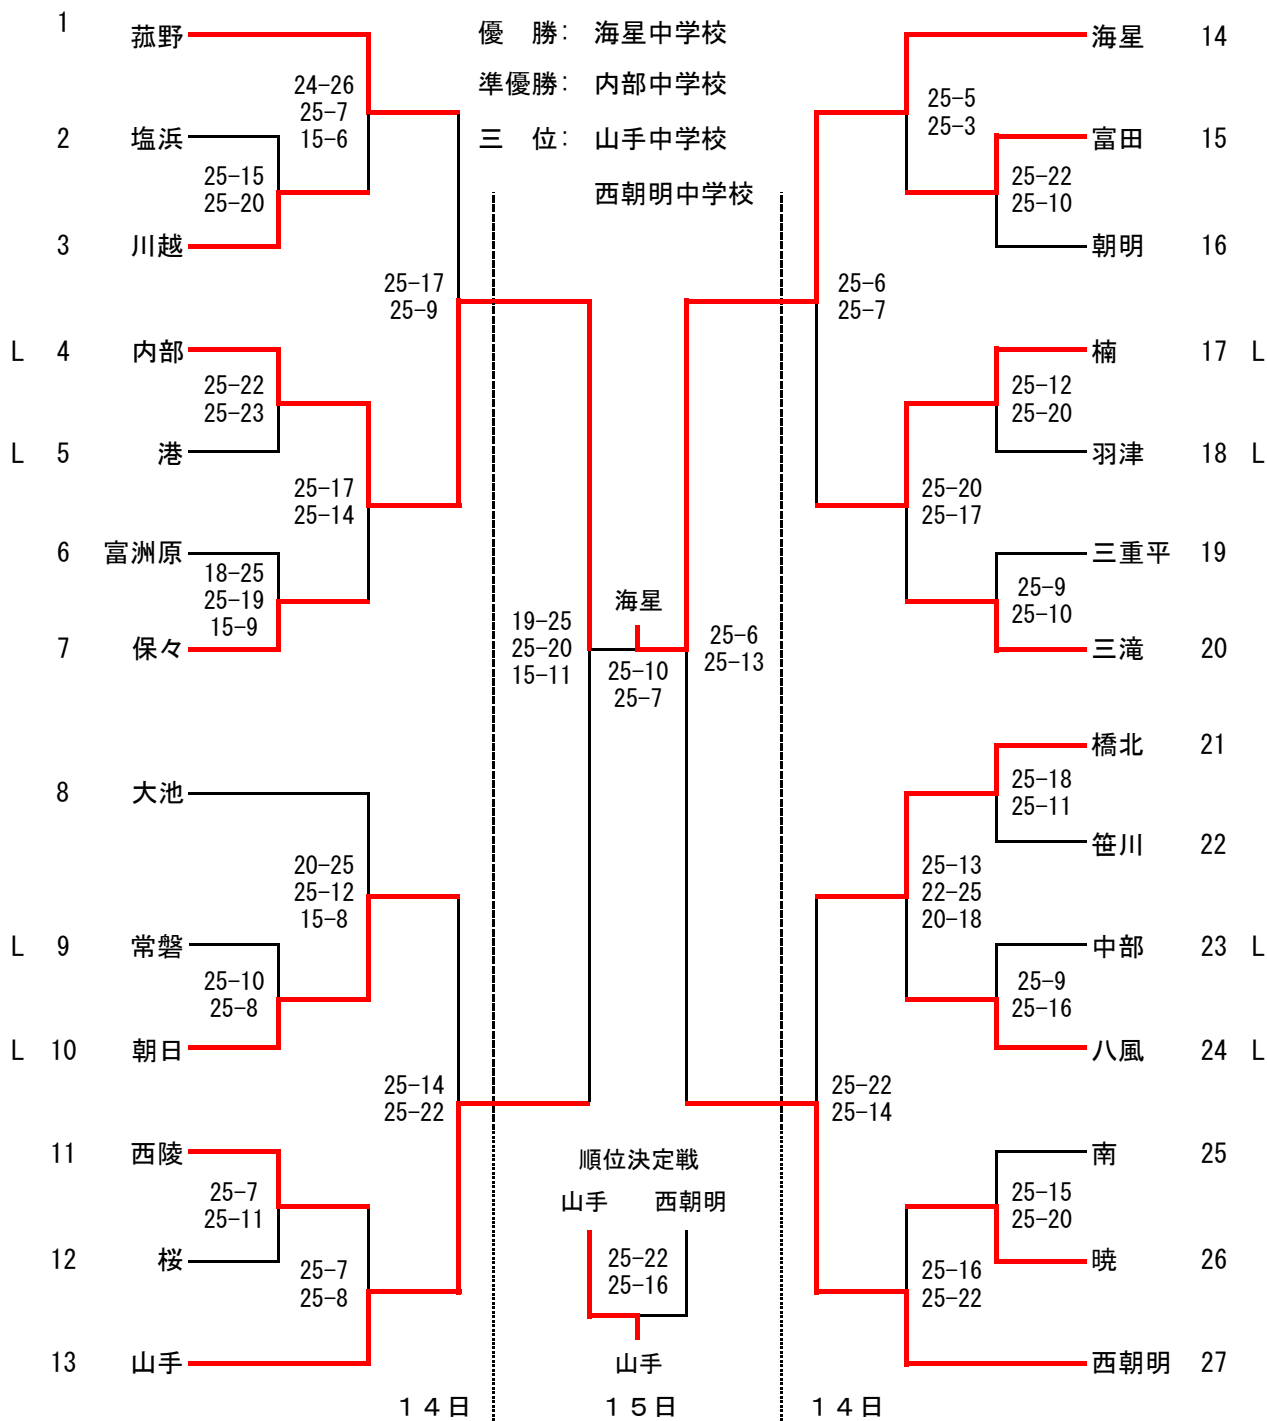 優　勝： 海星中学校
準優勝： 内部中学校
三　位： 山手中学校
西朝明中学校
1 菰野
24-26
25-7
15-6
2 塩浜
25-15
25-20
3 川越
25-17
25-9
L 4 内部
25-22
25-23
L 5 港
25-17
25-14
6 富洲原
18-25
25-19
15-9
7 保々
19-25
25-20
15-11
8 大池
20-25
25-12
15-8
L 9 常磐
25-10
25-8
L 10 朝日
25-14
25-22
11 西陵
25-7
25-11
12 桜
25-7
25-8
13 山手
海星
25-10
25-7
海星 14
25-5
25-3
富田 15
25-22
25-10
朝明 16
25-6
25-7
楠 17 L
25-12
25-20
羽津 18 L
25-20
25-17
三重平 19
25-9
25-10
三滝 20
25-6
25-13
橋北 21
25-18
25-11
笹川 22
25-13
22-25
20-18
中部 23 L
25-9
25-16
八風 24 L
25-22
25-14
南 25
25-15
25-20
暁 26
25-16
25-22
西朝明 27
順位決定戦
山手 西朝明
25-22
25-16
山手
１４日 １５日 １４日